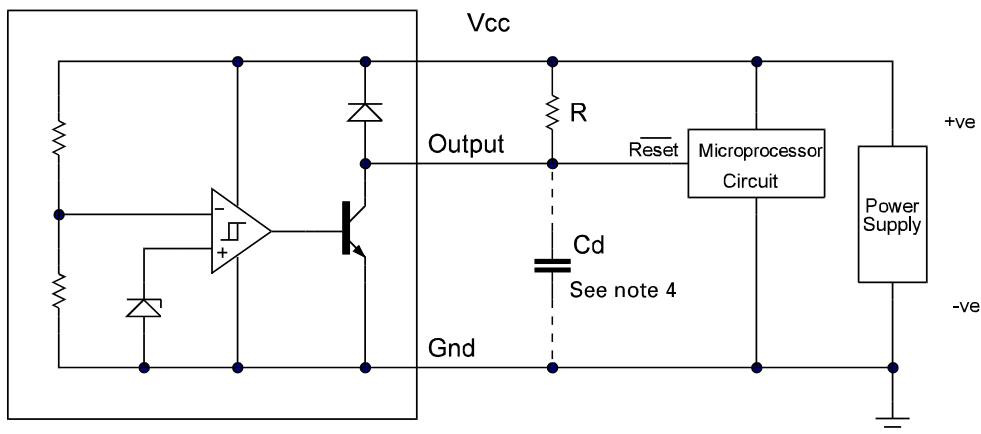 Vcc
R
Output
Reset
Microprocessor
Circuit
+ve
Power
Supply
−
+
Cd
See note 4
-ve
Gnd